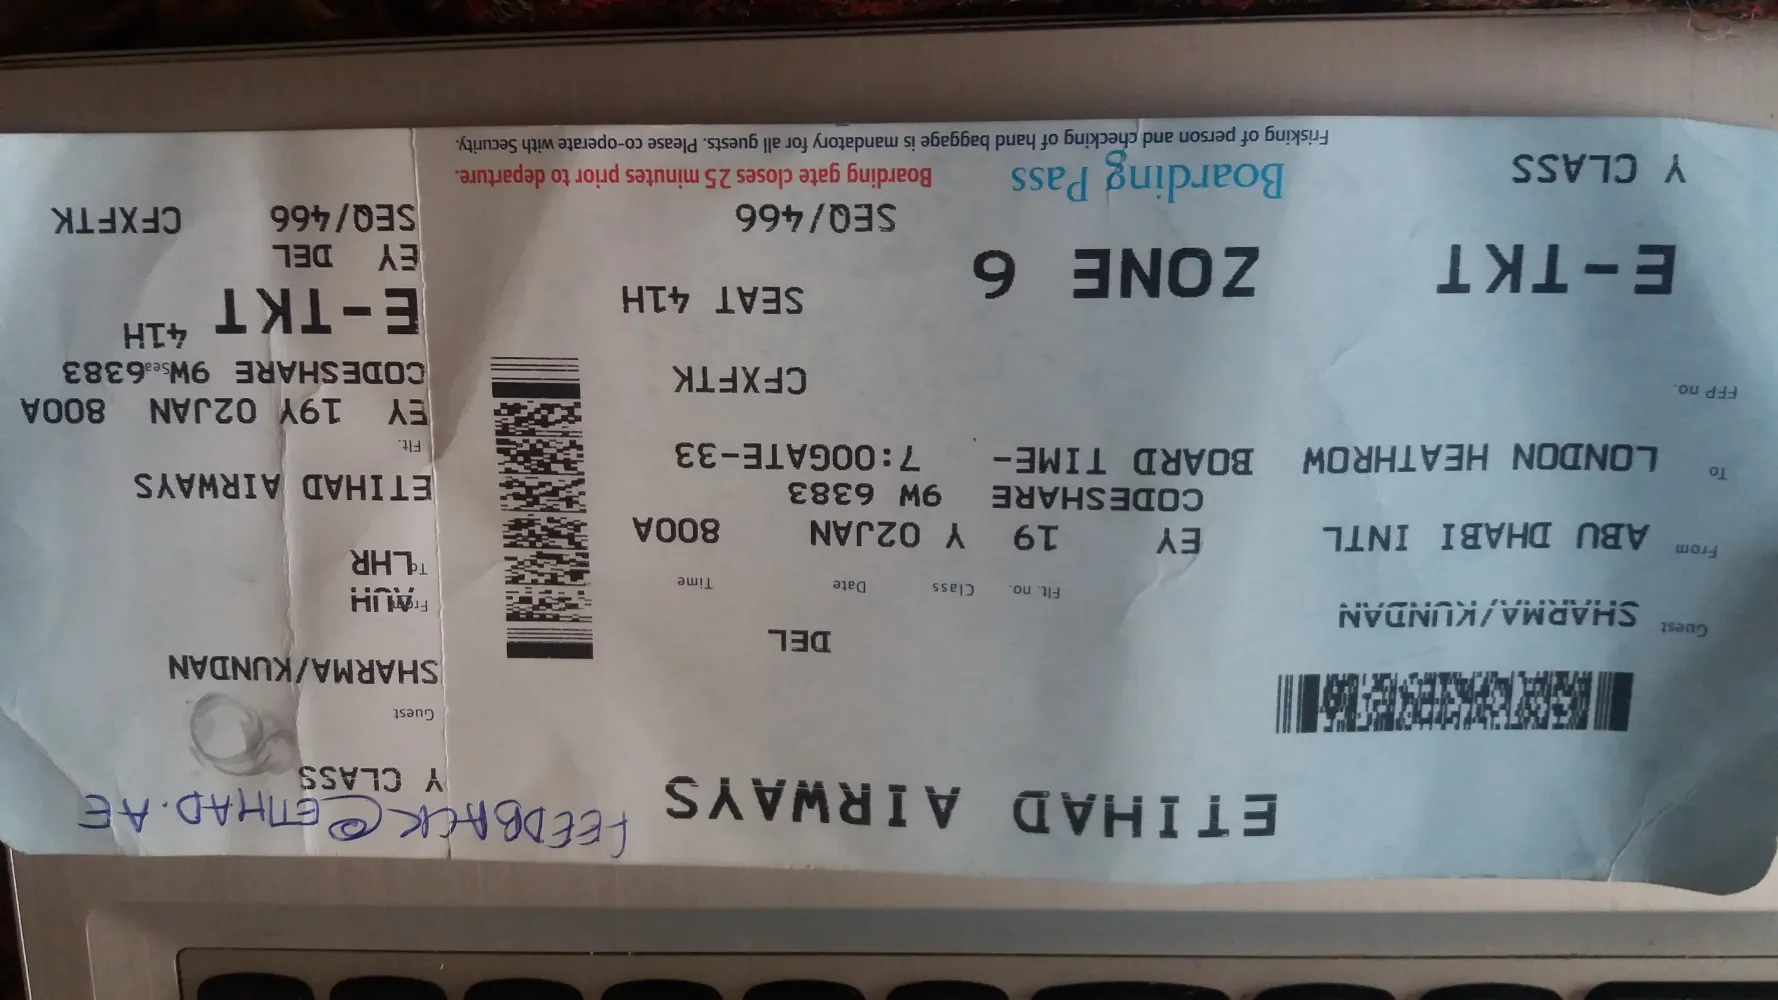 ETIHAD AIRWAYS
FEEDBACK@ETIHAD.AE
Guest
SHARMA/KUNDAN
DEL
From
ABU DHABI INTL
Flt. no.
Class
Date
Time
EY 19 Y 02JAN 800A
CODESHARE 9W 6383
To
LONDON HEATHROW
BOARD TIME- 7:00GATE-33
FFP no.
CFXFTK
SEAT 41H
E-TKT
ZONE 6
SEQ/466
Y CLASS
Boarding Pass
Boarding gate closes 25 minutes prior to departure.
Frisking of person and checking of hand baggage is mandatory for all guests. Please co-operate with Security.
Y CLASS
Guest
SHARMA/KUNDAN
From
AUH
To
LHR
ETIHAD AIRWAYS
Flt.
EY 19Y 02JAN 800A
CODESHARE 9W 6383
Seat
41H
E-TKT
EY DEL
SEQ/466 CFXFTK